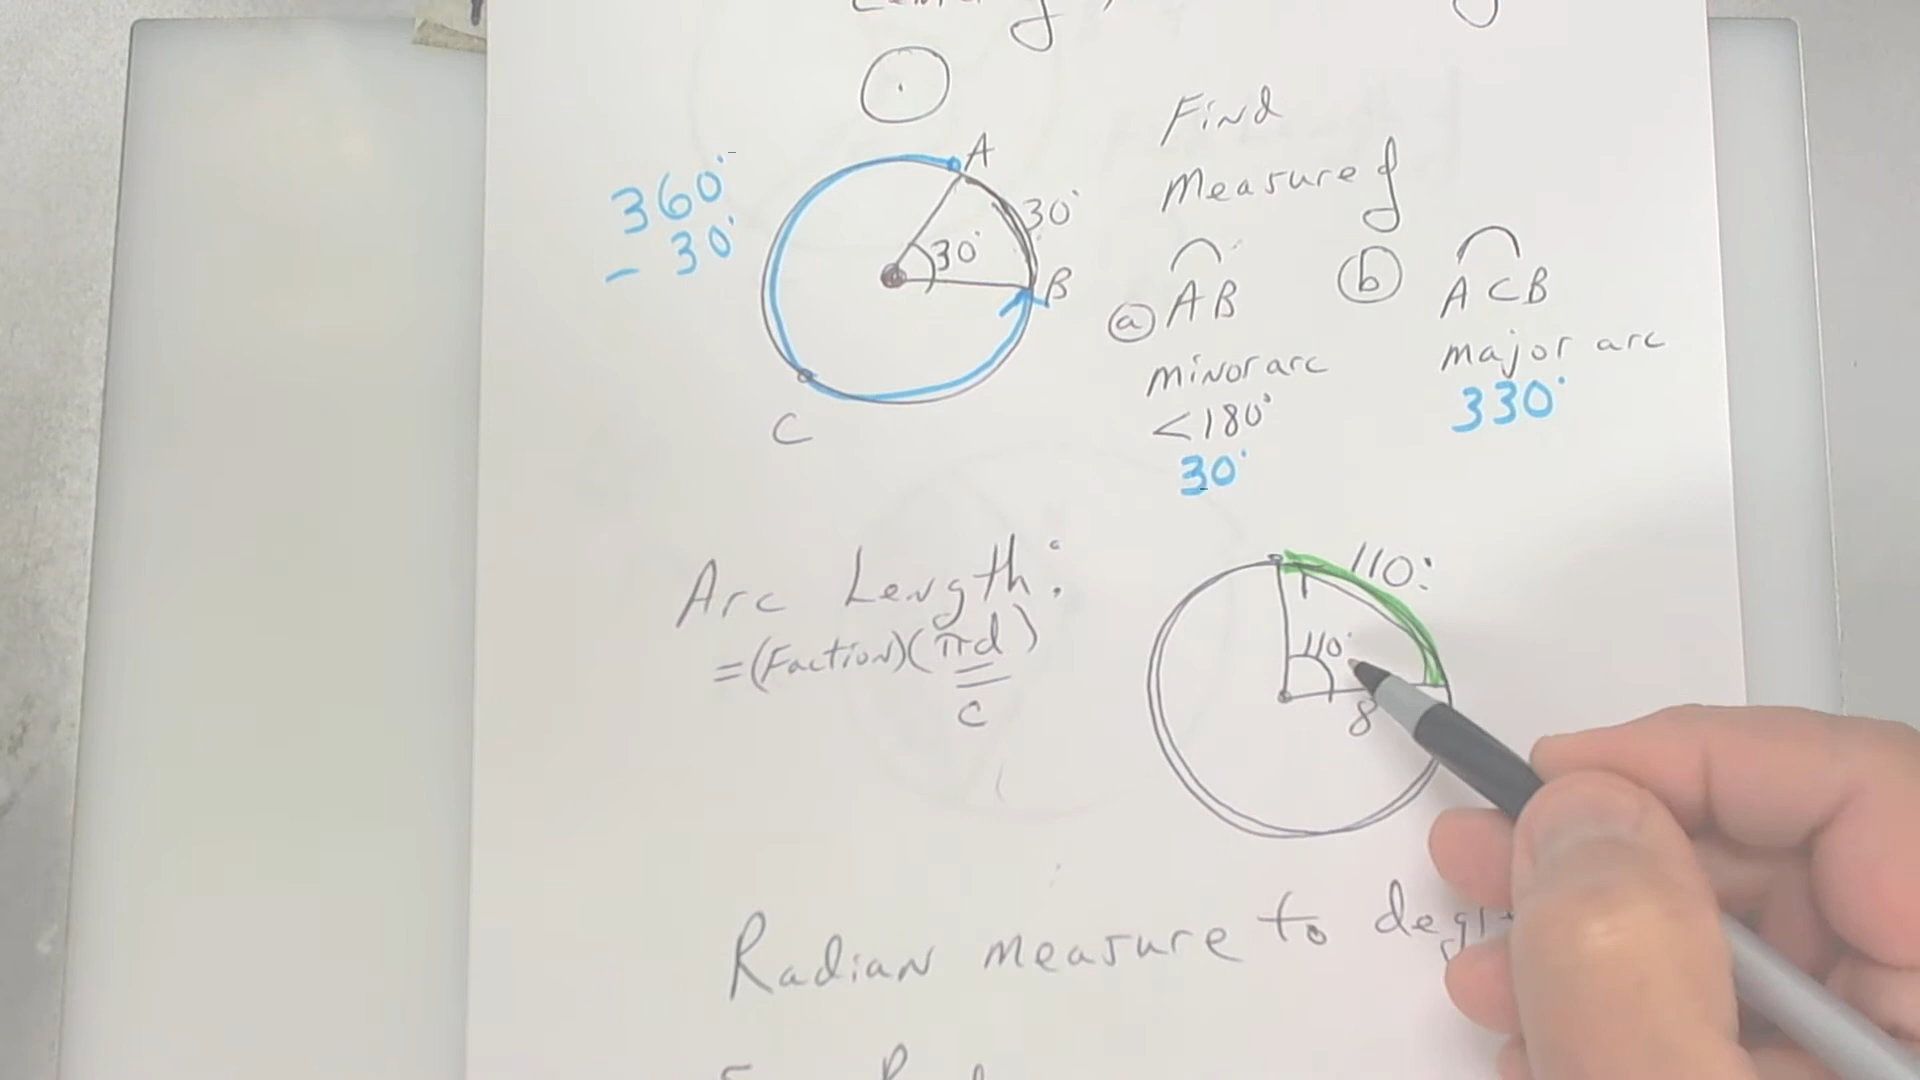 A
360°
- 30°
30°
30°
B
C
Find
Measure of
(a) AB
minor arc
<180°
30°
(b) ACB
major arc
330°
Arc Length:
=(Faction)(πd)
C
110°
110°
8
Radian measure to